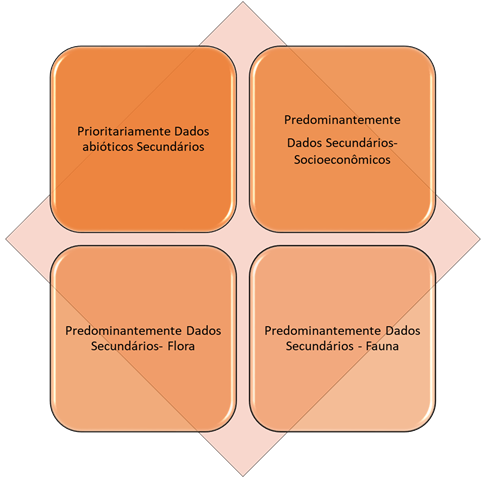 Prioritariamente Dados
abióticos Secundários
Predominantemente
Dados Secundários-
Socioeconômicos
Predominantemente Dados
Secundários- Flora
Predominantemente Dados
Secundários - Fauna